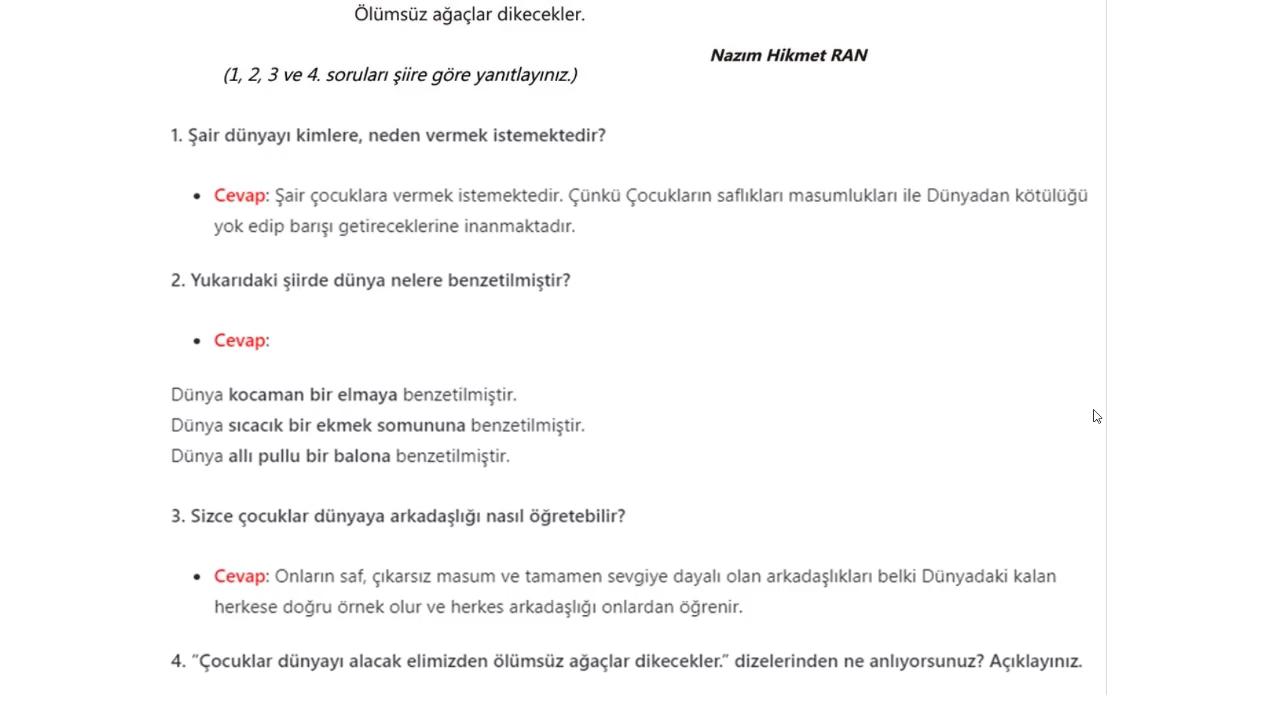 Ölümsüz ağaçlar dikecekler.
Nazım Hikmet RAN
(1, 2, 3 ve 4. soruları şiire göre yanıtlayınız.)
1. Şair dünyayı kimlere, neden vermek istemektedir?
• Cevap: Şair çocuklara vermek istemektedir. Çünkü Çocukların saflıkları masumlukları ile Dünyadan kötülüğü
yok edip barışı getireceklerine inanmaktadır.
2. Yukarıdaki şiirde dünya nelere benzetilmiştir?
• Cevap:
Dünya kocaman bir elmaya benzetilmiştir.
Dünya sıcacık bir ekmek somununa benzetilmiştir.
Dünya allı pullu bir balona benzetilmiştir.
3. Sizce çocuklar dünyaya arkadaşlığı nasıl öğretebilir?
• Cevap: Onların saf, çıkarsız masum ve tamamen sevgiye dayalı olan arkadaşlıkları belki Dünyadaki kalan
herkese doğru örnek olur ve herkes arkadaşlığı onlardan öğrenir.
4. “Çocuklar dünyayı alacak elimizden ölümsüz ağaçlar dikecekler.” dizelerinden ne anlıyorsunuz? Açıklayınız.